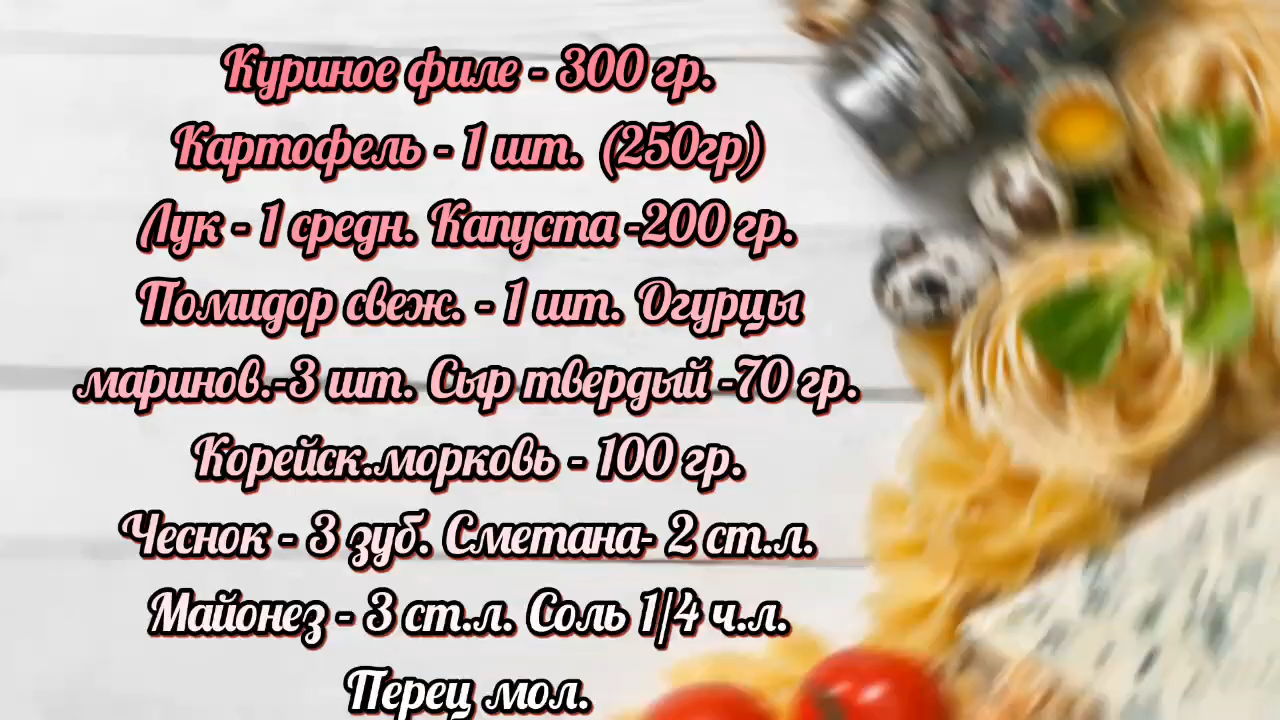 Куриное филе - 300 гр.
Картофель - 1 шт. (250гр)
Лук - 1 средн. Капуста -200 гр.
Помидор свеж. - 1 шт. Огурцы
маринов.-3 шт. Сыр твердый -70 гр.
Корейск.морковь - 100 гр.
Чеснок - 3 зуб. Сметана- 2 ст.л.
Майонез - 3 ст.л. Соль 1/4 ч.л.
Перец мол.